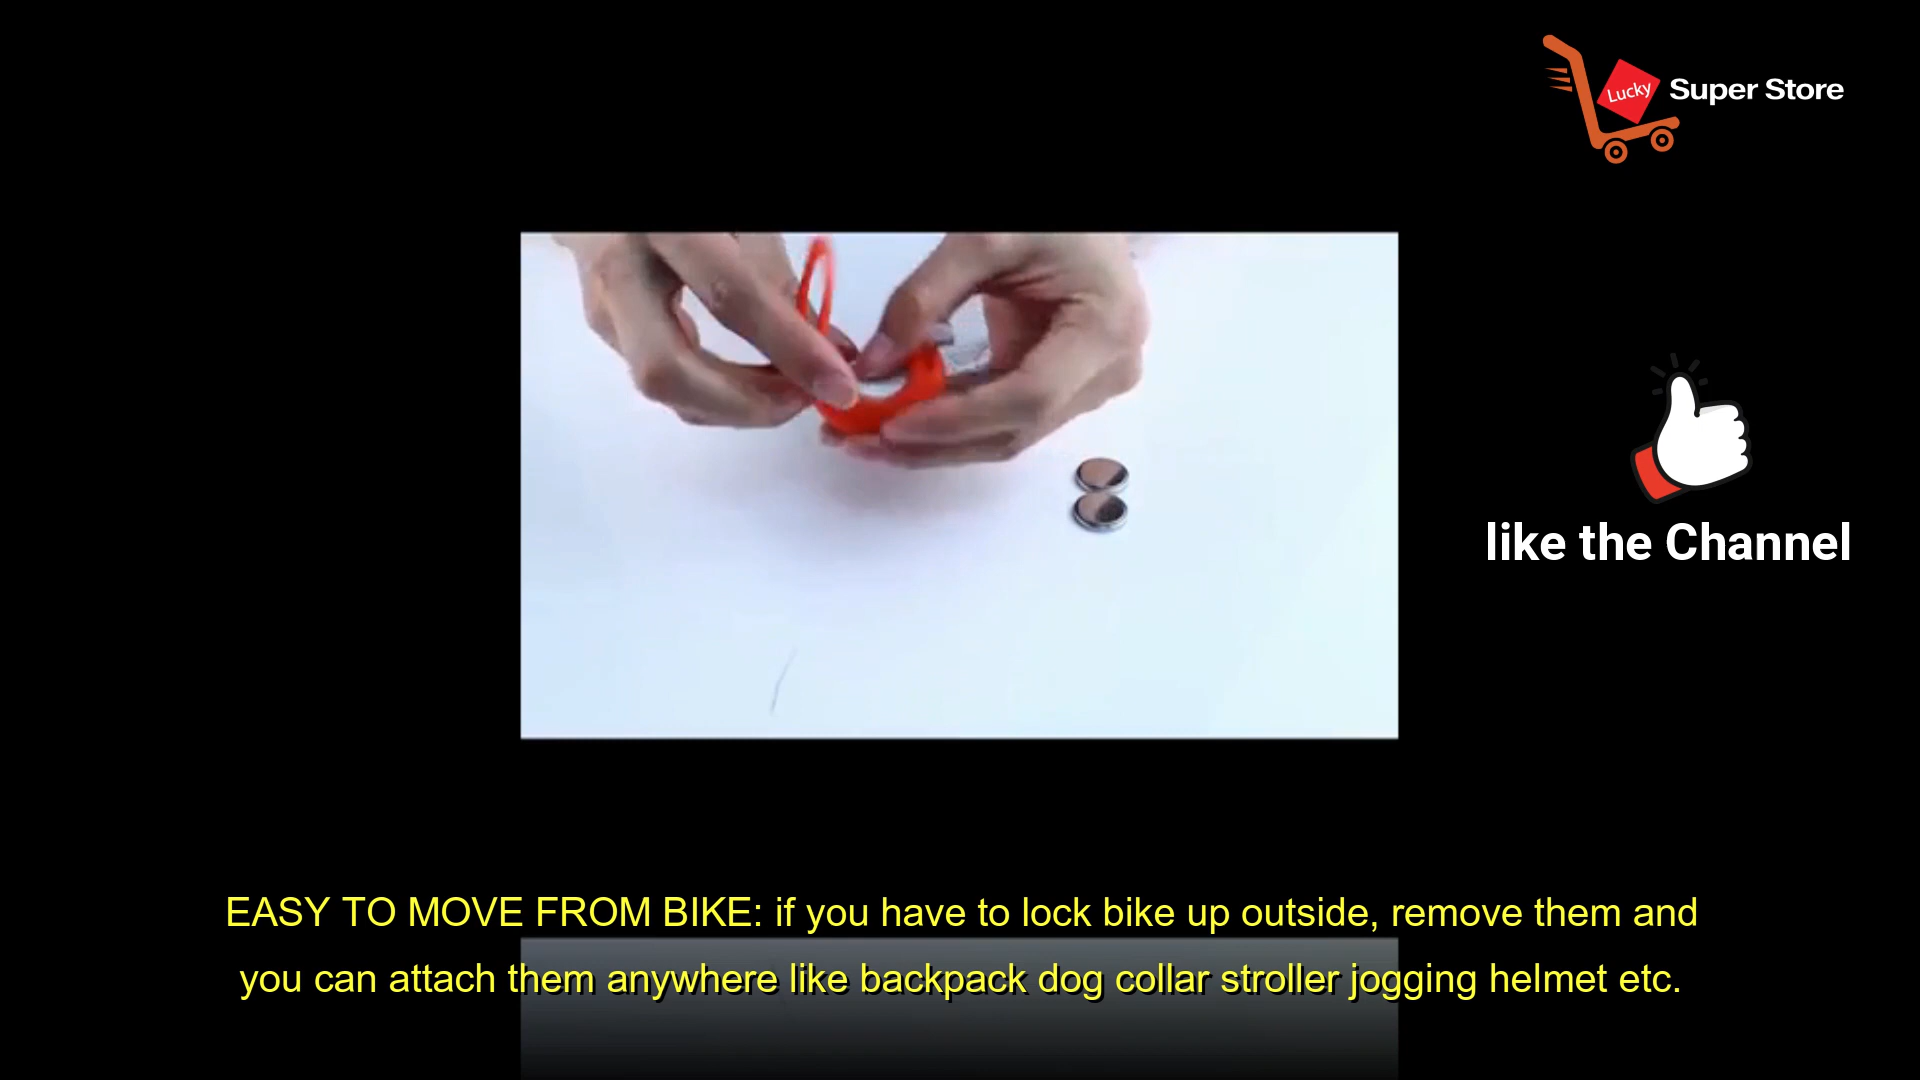 Lucky Super Store
like the Channel
EASY TO MOVE FROM BIKE: if you have to lock bike up outside, remove them and
you can attach them anywhere like backpack dog collar stroller jogging helmet etc.